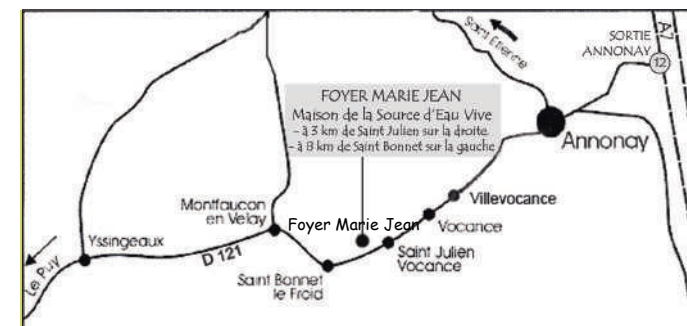 Saint Etienne
A7
SORTIE
ANNONAY
12
FOYER MARIE JEAN
Maison de la Source d'Eau Vive
- à 3 km de Saint Julien sur la droite.
- à 8 km de Saint Bonnet sur la gauche
Annonay
Villevocance
Vocance
Saint Julien
Vocance
Foyer Marie Jean
Montfaucon
en Velay
Saint Bonnet
le Froid
D 121
Yssingeaux
Le Puy